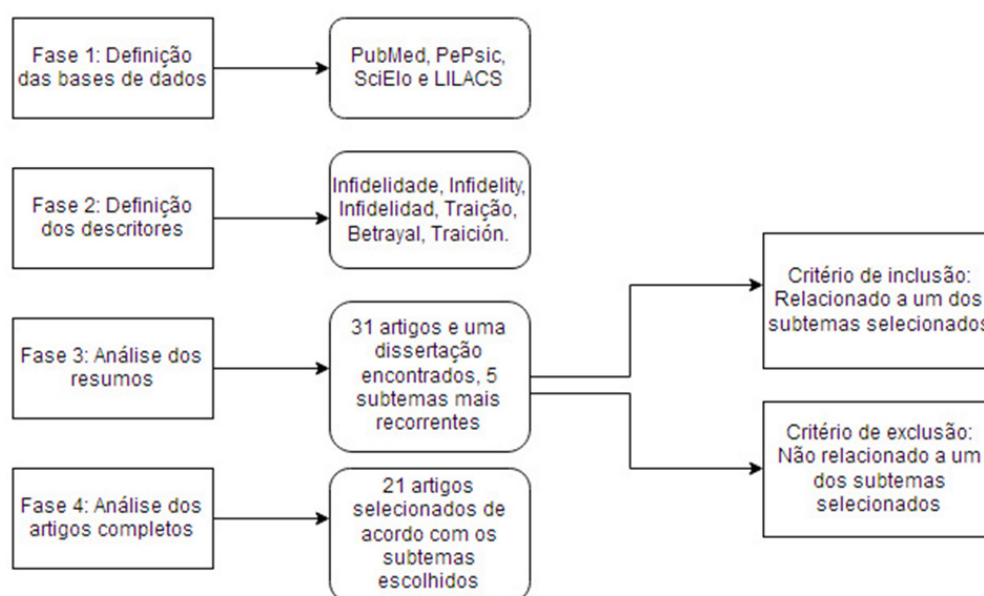 Fase 1: Definição
das bases de dados
PubMed, PePsic,
SciElo e LILACS
Fase 2: Definição
dos descritores
Infidelidade, Infidelity,
Infidelidad, Traição,
Betrayal, Traición.
Fase 3: Análise dos
resumos
31 artigos e uma
dissertação
encontrados, 5
subtemas mais
recorrentes
Critério de inclusão:
Relacionado a um dos
subtemas selecionados
Critério de exclusão:
Não relacionado a um
dos subtemas
selecionados
Fase 4: Análise dos
artigos completos
21 artigos
selecionados de
acordo com os
subtemas
escolhidos